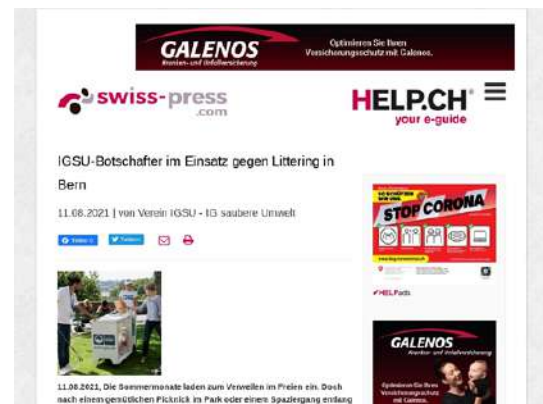 GALENOS
Kranken- und Unfallversicherung
Optimieren Sie Ihren
Versicherungsschutz mit Galenos.
swiss-press
.com
HELP.CH
your e-guide
IGSU-Botschafter im Einsatz gegen Littering in
Bern
11.08.2021 | von Verein IGSU - IG saubere Umwelt
STOP CORONA
HELPads
GALENOS
Kranken- und Unfallversicherung
Optimieren Sie Ihren
Versicherungsschutz
mit Galenos.
11.08.2021, Die Sommermonate laden zum Verweilen im Freien ein. Doch
nach einem gemütlichen Picknick im Park oder einem Spaziergang entlang